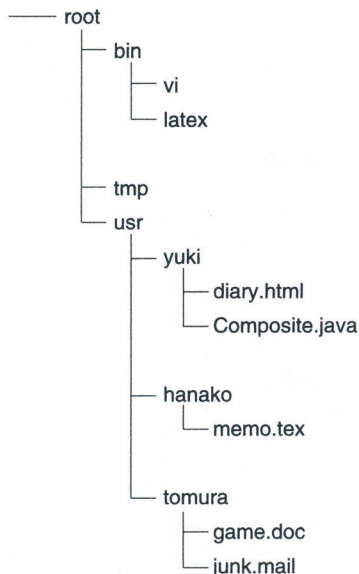 root
bin
vi
latex
tmp
usr
yuki
diary.html
Composite.java
hanako
memo.tex
tomura
game.doc
junk.mail